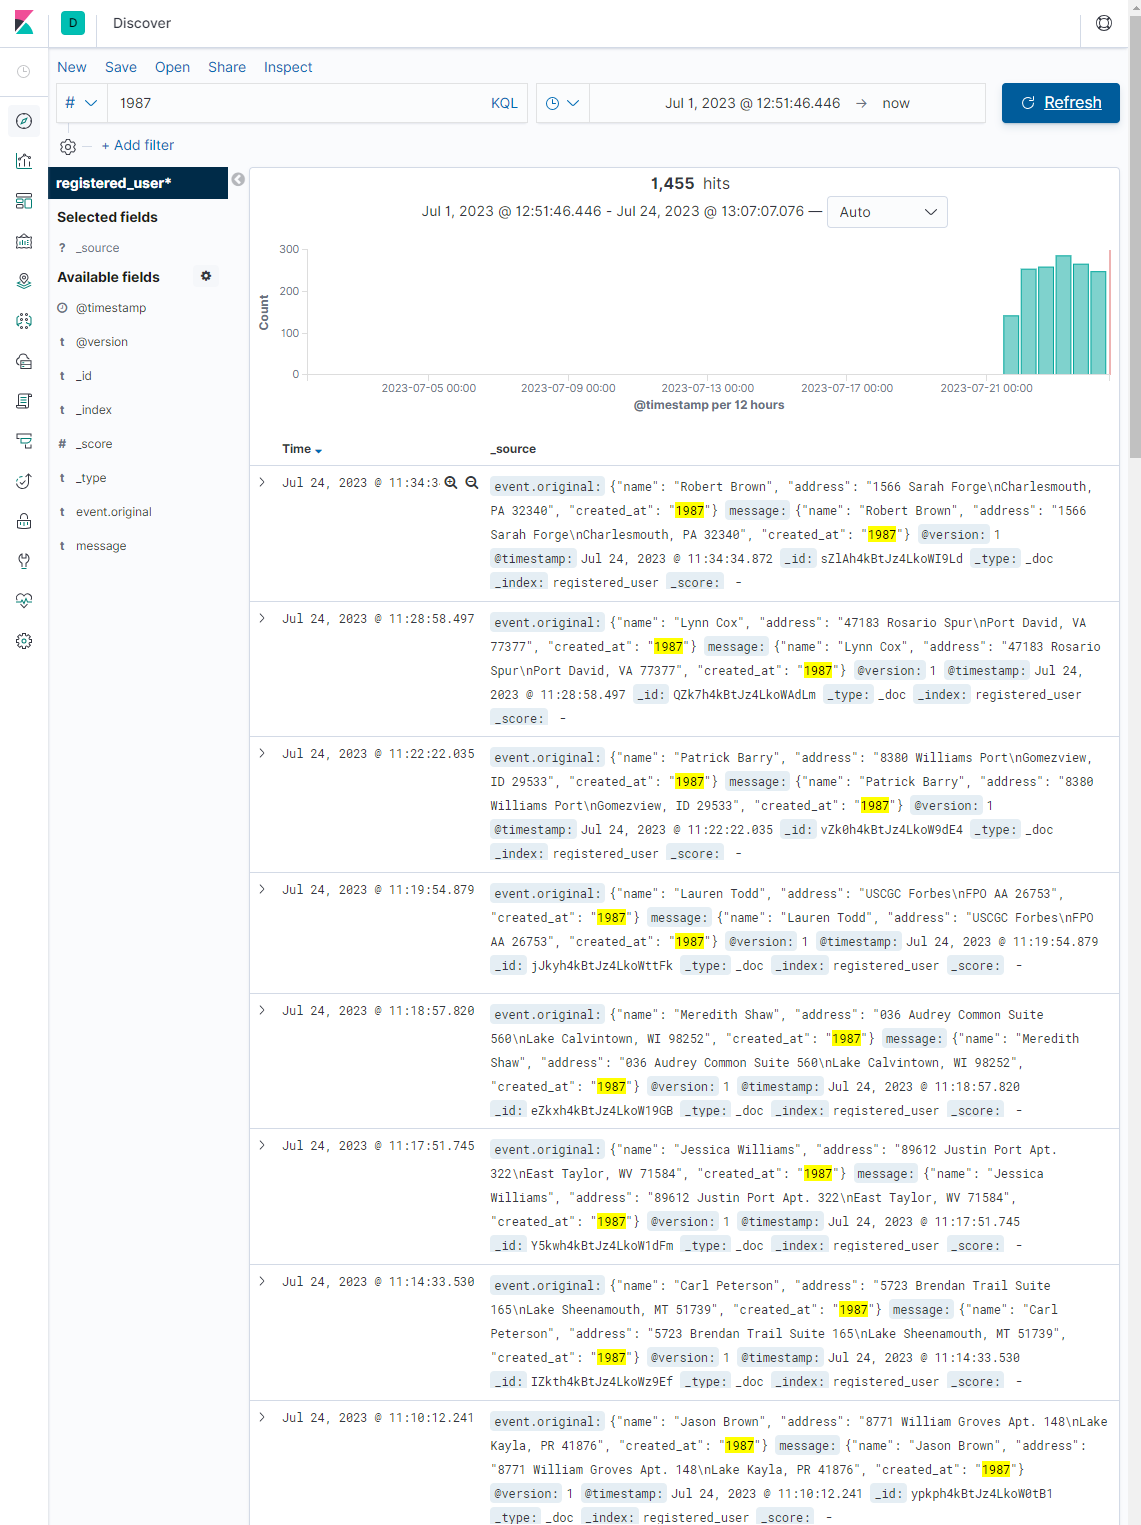 D Discover
New Save Open Share Inspect
# 1987 KQL Jul 1, 2023 @ 12:51:46.446 → now Refresh
+ Add filter
registered_user*
Selected fields
? _source
Available fields
@timestamp
t @version
t _id
t _index
# _score
t _type
t event.original
t message
1,455 hits
Jul 1, 2023 @ 12:51:46.446 - Jul 24, 2023 @ 13:07:07.076 — Auto
Count
300
200
100
0
2023-07-05 00:00 2023-07-09 00:00 2023-07-13 00:00 2023-07-17 00:00 2023-07-21 00:00
@timestamp per 12 hours
Time _source
Jul 24, 2023 @ 11:34:3
event.original: {"name": "Robert Brown", "address": "1566 Sarah Forge\nCharlesmouth,
PA 32340", "created_at": "1987"} message: {"name": "Robert Brown", "address": "1566
Sarah Forge\nCharlesmouth, PA 32340", "created_at": "1987"} @version: 1
@timestamp: Jul 24, 2023 @ 11:34:34.872 _id: sZlAh4kBtJz4LkoWI9Ld _type: _doc
_index: registered_user _score: -
Jul 24, 2023 @ 11:28:58.497
event.original: {"name": "Lynn Cox", "address": "47183 Rosario Spur\nPort David, VA
77377", "created_at": "1987"} message: {"name": "Lynn Cox", "address": "47183 Rosario
Spur\nPort David, VA 77377", "created_at": "1987"} @version: 1 @timestamp: Jul 24,
2023 @ 11:28:58.497 _id: QZk7h4kBtJz4LkoWAdLm _type: _doc _index: registered_user
_score: -
Jul 24, 2023 @ 11:22:22.035
event.original: {"name": "Patrick Barry", "address": "8380 Williams Port\nGomezview,
ID 29533", "created_at": "1987"} message: {"name": "Patrick Barry", "address": "8380
Williams Port\nGomezview, ID 29533", "created_at": "1987"} @version: 1
@timestamp: Jul 24, 2023 @ 11:22:22.035 _id: vZk0h4kBtJz4LkoW9dE4 _type: _doc
_index: registered_user _score: -
Jul 24, 2023 @ 11:19:54.879
event.original: {"name": "Lauren Todd", "address": "USCGC Forbes\nFPO AA 26753",
"created_at": "1987"} message: {"name": "Lauren Todd", "address": "USCGC Forbes\nFPO
AA 26753", "created_at": "1987"} @version: 1 @timestamp: Jul 24, 2023 @ 11:19:54.879
_id: jJkyh4kBtJz4LkoWttFk _type: _doc _index: registered_user _score: -
Jul 24, 2023 @ 11:18:57.820
event.original: {"name": "Meredith Shaw", "address": "036 Audrey Common Suite
560\nLake Calvintown, WI 98252", "created_at": "1987"} message: {"name": "Meredith
Shaw", "address": "036 Audrey Common Suite 560\nLake Calvintown, WI 98252",
"created_at": "1987"} @version: 1 @timestamp: Jul 24, 2023 @ 11:18:57.820
_id: eZkxh4kBtJz4LkoW19GB _type: _doc _index: registered_user _score: -
Jul 24, 2023 @ 11:17:51.745
event.original: {"name": "Jessica Williams", "address": "89612 Justin Port Apt.
322\nEast Taylor, WV 71584", "created_at": "1987"} message: {"name": "Jessica
Williams", "address": "89612 Justin Port Apt. 322\nEast Taylor, WV 71584",
"created_at": "1987"} @version: 1 @timestamp: Jul 24, 2023 @ 11:17:51.745
_id: Y5kwh4kBtJz4LkoW1dFm _type: _doc _index: registered_user _score: -
Jul 24, 2023 @ 11:14:33.530
event.original: {"name": "Carl Peterson", "address": "5723 Brendan Trail Suite
165\nLake Sheenamouth, MT 51739", "created_at": "1987"} message: {"name": "Carl
Peterson", "address": "5723 Brendan Trail Suite 165\nLake Sheenamouth, MT 51739",
"created_at": "1987"} @version: 1 @timestamp: Jul 24, 2023 @ 11:14:33.530
_id: IZkth4kBtJz4LkoWz9Ef _type: _doc _index: registered_user _score: -
Jul 24, 2023 @ 11:10:12.241
event.original: {"name": "Jason Brown", "address": "8771 William Groves Apt. 148\nLake
Kayla, PR 41876", "created_at": "1987"} message: {"name": "Jason Brown", "address":
"8771 William Groves Apt. 148\nLake Kayla, PR 41876", "created_at": "1987"}
@version: 1 @timestamp: Jul 24, 2023 @ 11:10:12.241 _id: ypkph4kBtJz4LkoW0tB1
_type: _doc _index: registered_user _score: -